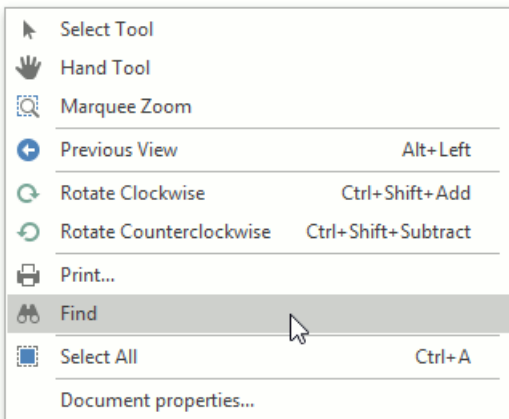 Select Tool
Hand Tool
Marquee Zoom
Previous View Alt+Left
Rotate Clockwise Ctrl+Shift+Add
Rotate Counterclockwise Ctrl+Shift+Subtract
Print...
Find
Select All Ctrl+A
Document properties...